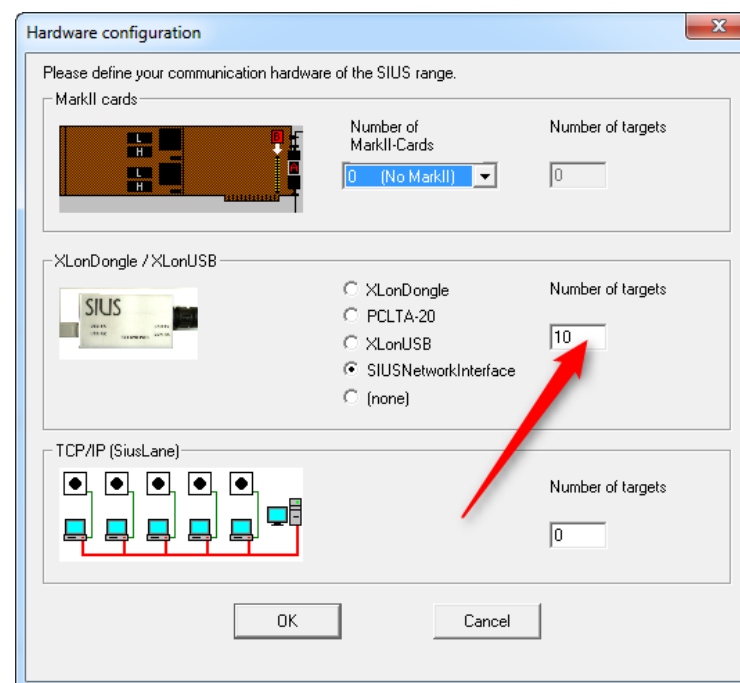 Hardware configuration
Please define your communication hardware of the SIUS range.
MarkII cards
L
H
L
H
B
A
Number of
MarkII-Cards
0 (No MarkII)
Number of targets
0
XLonDongle / XLonUSB
SIUS
XLonDongle
PCLTA-20
XLonUSB
SIUSNetworkInterface
(none)
Number of targets
10
TCP/IP (SiusLane)
Number of targets
0
OK
Cancel